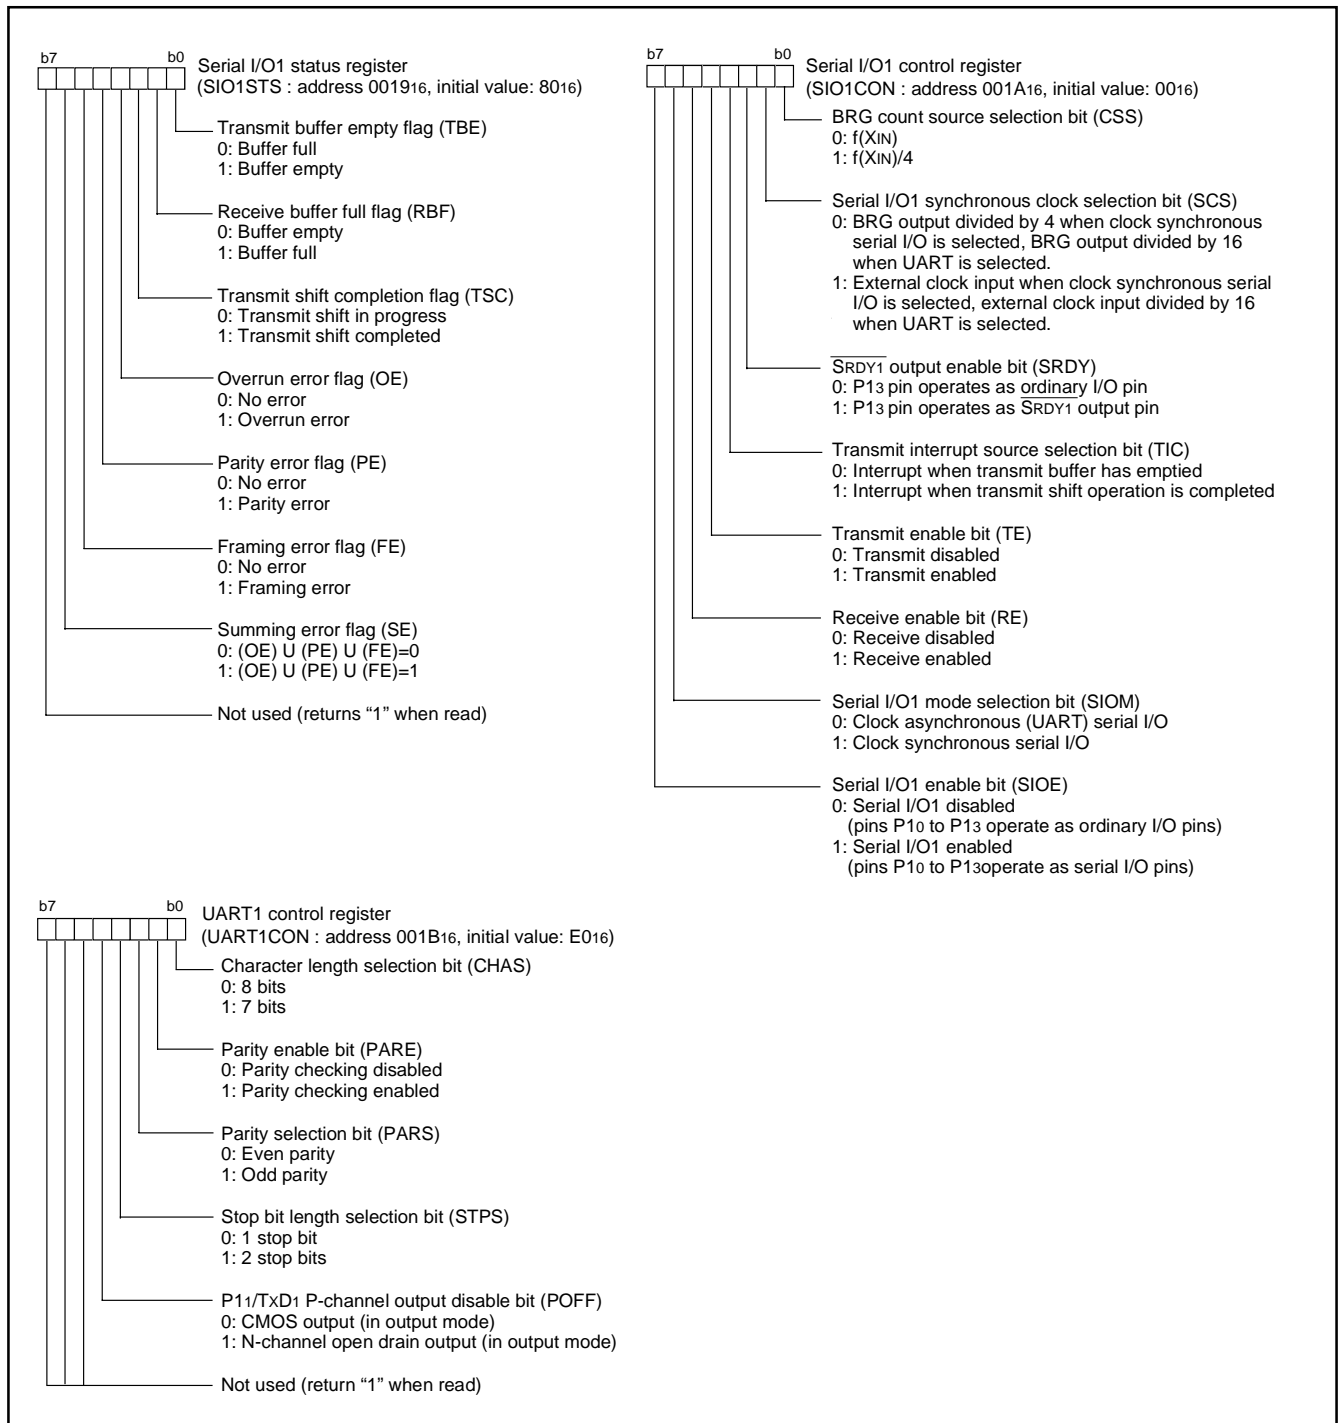 b7 b0
Serial I/O1 status register
(SIO1STS : address 001916, initial value: 8016)
Transmit buffer empty flag (TBE)
0: Buffer full
1: Buffer empty
Receive buffer full flag (RBF)
0: Buffer empty
1: Buffer full
Transmit shift completion flag (TSC)
0: Transmit shift in progress
1: Transmit shift completed
Overrun error flag (OE)
0: No error
1: Overrun error
Parity error flag (PE)
0: No error
1: Parity error
Framing error flag (FE)
0: No error
1: Framing error
Summing error flag (SE)
0: (OE) U (PE) U (FE)=0
1: (OE) U (PE) U (FE)=1
Not used (returns “1” when read)
b7 b0
Serial I/O1 control register
(SIO1CON : address 001A16, initial value: 0016)
BRG count source selection bit (CSS)
0: f(XIN)
1: f(XIN)/4
Serial I/O1 synchronous clock selection bit (SCS)
0: BRG output divided by 4 when clock synchronous
serial I/O is selected, BRG output divided by 16
when UART is selected.
1: External clock input when clock synchronous serial
I/O is selected, external clock input divided by 16
when UART is selected.
SRDY1 output enable bit (SRDY)
0: P13 pin operates as ordinary I/O pin
1: P13 pin operates as SRDY1 output pin
Transmit interrupt source selection bit (TIC)
0: Interrupt when transmit buffer has emptied
1: Interrupt when transmit shift operation is completed
Transmit enable bit (TE)
0: Transmit disabled
1: Transmit enabled
Receive enable bit (RE)
0: Receive disabled
1: Receive enabled
Serial I/O1 mode selection bit (SIOM)
0: Clock asynchronous (UART) serial I/O
1: Clock synchronous serial I/O
Serial I/O1 enable bit (SIOE)
0: Serial I/O1 disabled
(pins P10 to P13 operate as ordinary I/O pins)
1: Serial I/O1 enabled
(pins P10 to P13operate as serial I/O pins)
b7 b0
UART1 control register
(UART1CON : address 001B16, initial value: E016)
Character length selection bit (CHAS)
0: 8 bits
1: 7 bits
Parity enable bit (PARE)
0: Parity checking disabled
1: Parity checking enabled
Parity selection bit (PARS)
0: Even parity
1: Odd parity
Stop bit length selection bit (STPS)
0: 1 stop bit
1: 2 stop bits
P11/TXD1 P-channel output disable bit (POFF)
0: CMOS output (in output mode)
1: N-channel open drain output (in output mode)
Not used (return “1” when read)